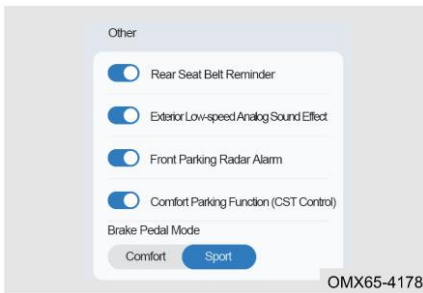 Other
Rear Seat Belt Reminder
Exterior Low-speed Analog Sound Effect
Front Parking Radar Alarm
Comfort Parking Function (CST Control)
Brake Pedal Mode
Comfort Sport
OMX65-4178